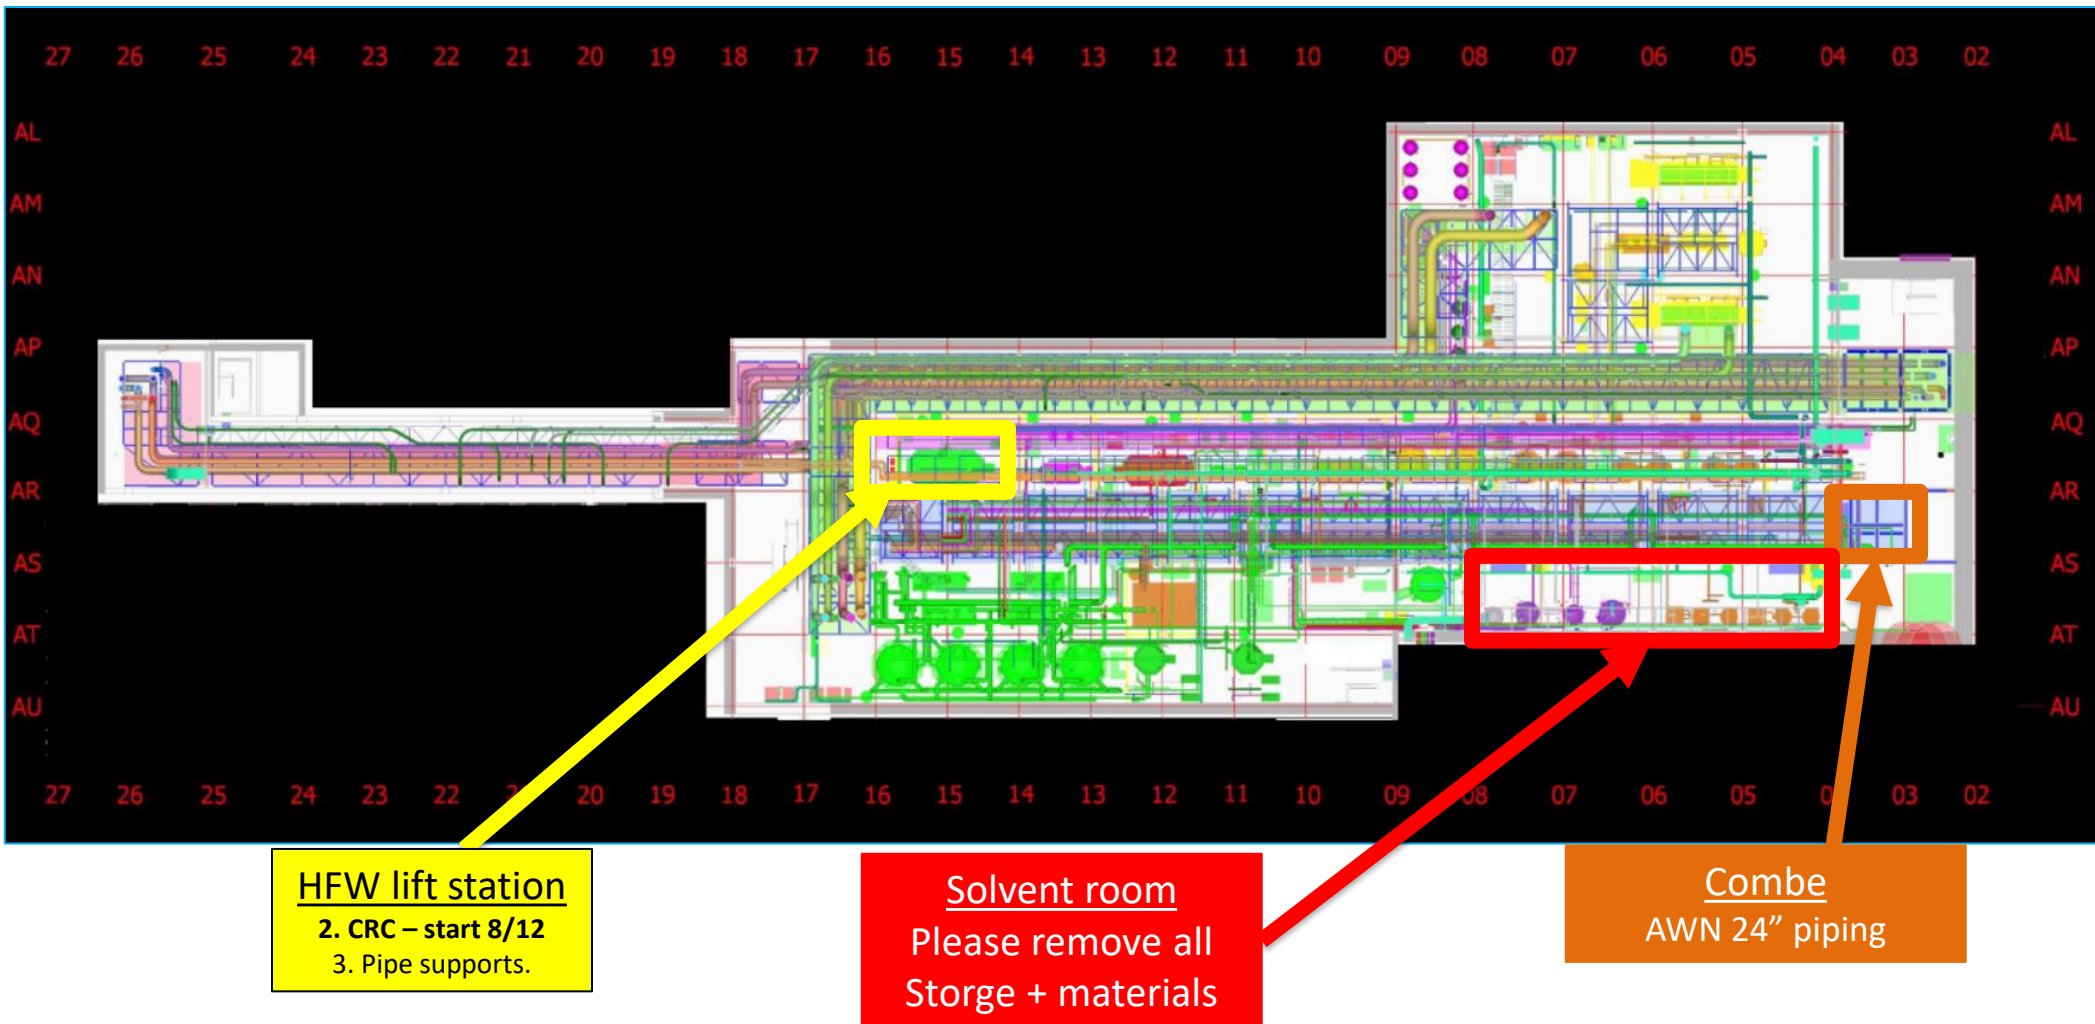 27 26 25 24 23 22 21 20 19 18 17 16 15 14 13 12 11 10 09 08 07 06 05 04 03 02
AL AL
AM AM
AN AN
AP AP
AQ AQ
AR AR
AS AS
AT AT
AU AU
27 26 25 24 23 22 20 19 18 17 16 15 14 13 12 11 10 09 08 07 06 05 03 02
HFW lift station
2. CRC – start 8/12
3. Pipe supports.
Solvent room
Please remove all
Storge + materials
Combe
AWN 24” piping